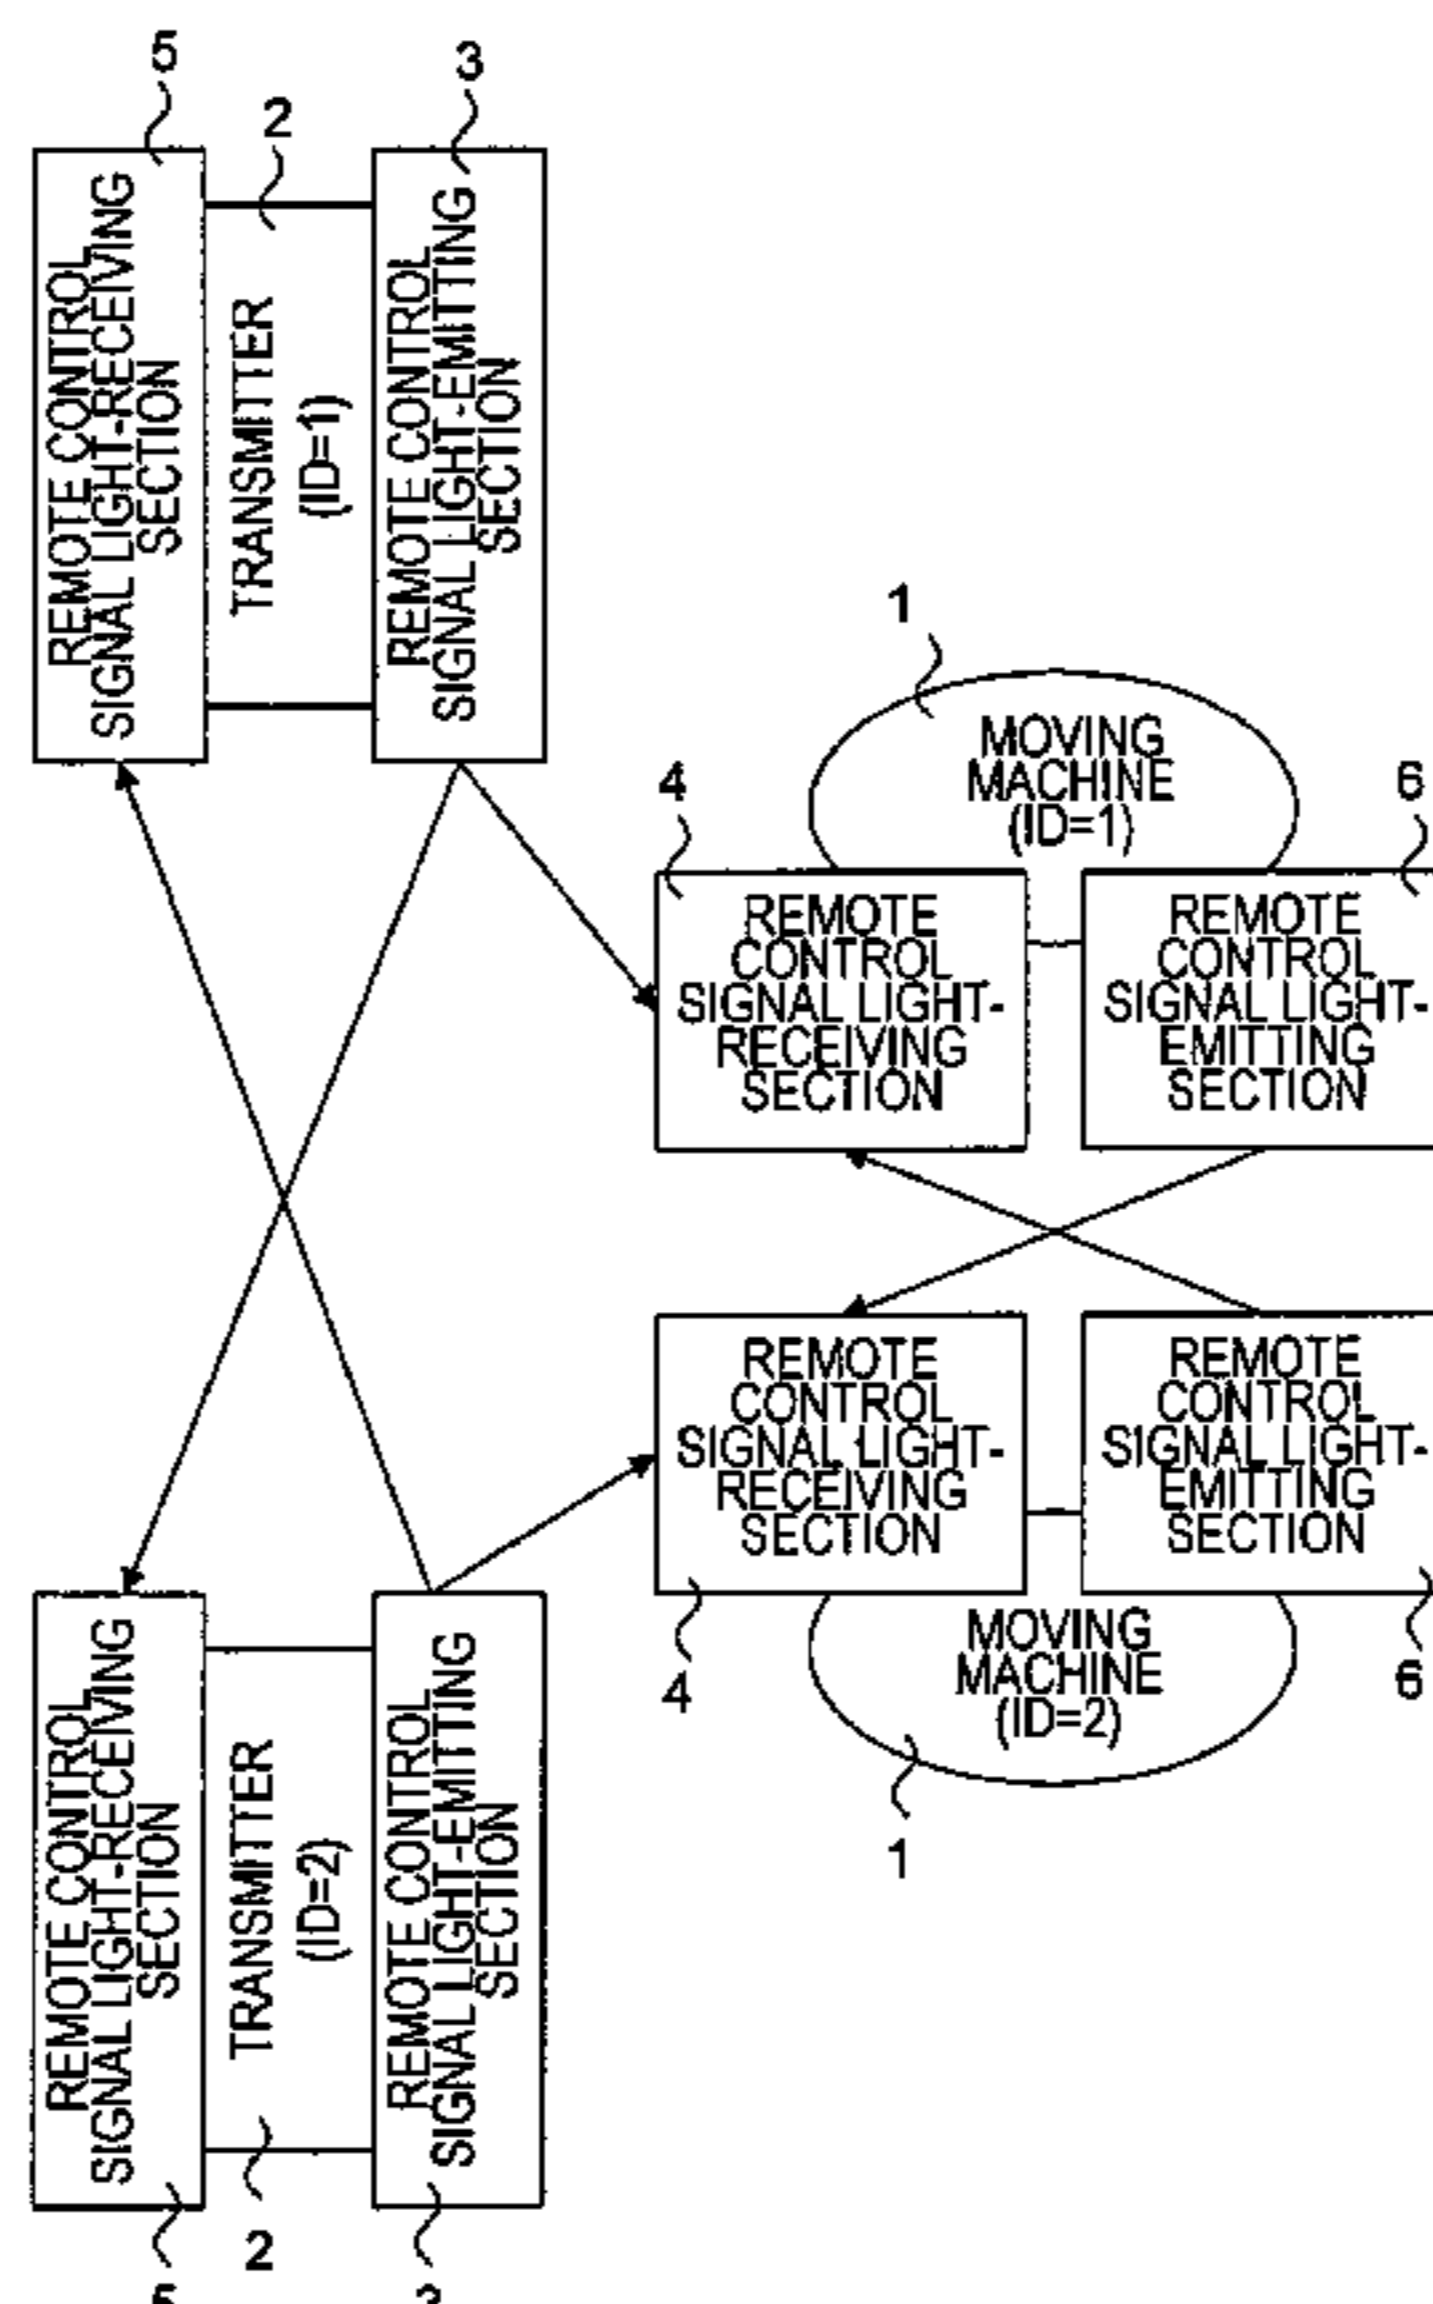 5
3
2
REMOTE CONTROL
SIGNAL LIGHT-RECEIVING
SECTION
TRANSMITTER
(ID=1)
REMOTE CONTROL
SIGNAL LIGHT-EMITTING
SECTION
1
MOVING
MACHINE
(ID=1)
4
6
REMOTE
CONTROL
SIGNAL LIGHT-
RECEIVING
SECTION
REMOTE
CONTROL
SIGNAL LIGHT-
EMITTING
SECTION
REMOTE
CONTROL
SIGNAL LIGHT-
RECEIVING
SECTION
REMOTE
CONTROL
SIGNAL LIGHT-
EMITTING
SECTION
4
6
MOVING
MACHINE
(ID=2)
1
REMOTE CONTROL
SIGNAL LIGHT-RECEIVING
SECTION
TRANSMITTER
(ID=2)
REMOTE CONTROL
SIGNAL LIGHT-EMITTING
SECTION
2
5
3